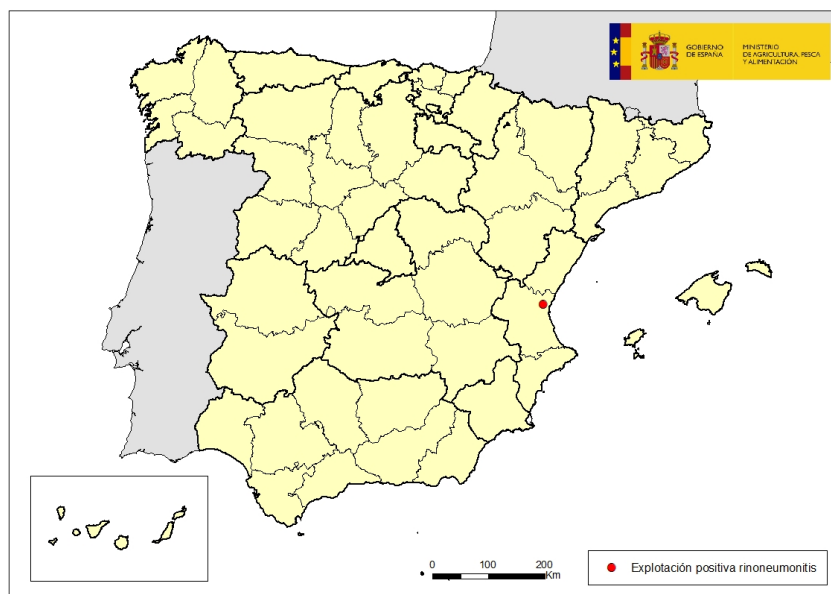 GOBIERNO
DE ESPAÑA
MINISTERIO
DE AGRICULTURA, PESCA
Y ALIMENTACIÓN
0 100 200
Km
Explotación positiva rinoneumonitis